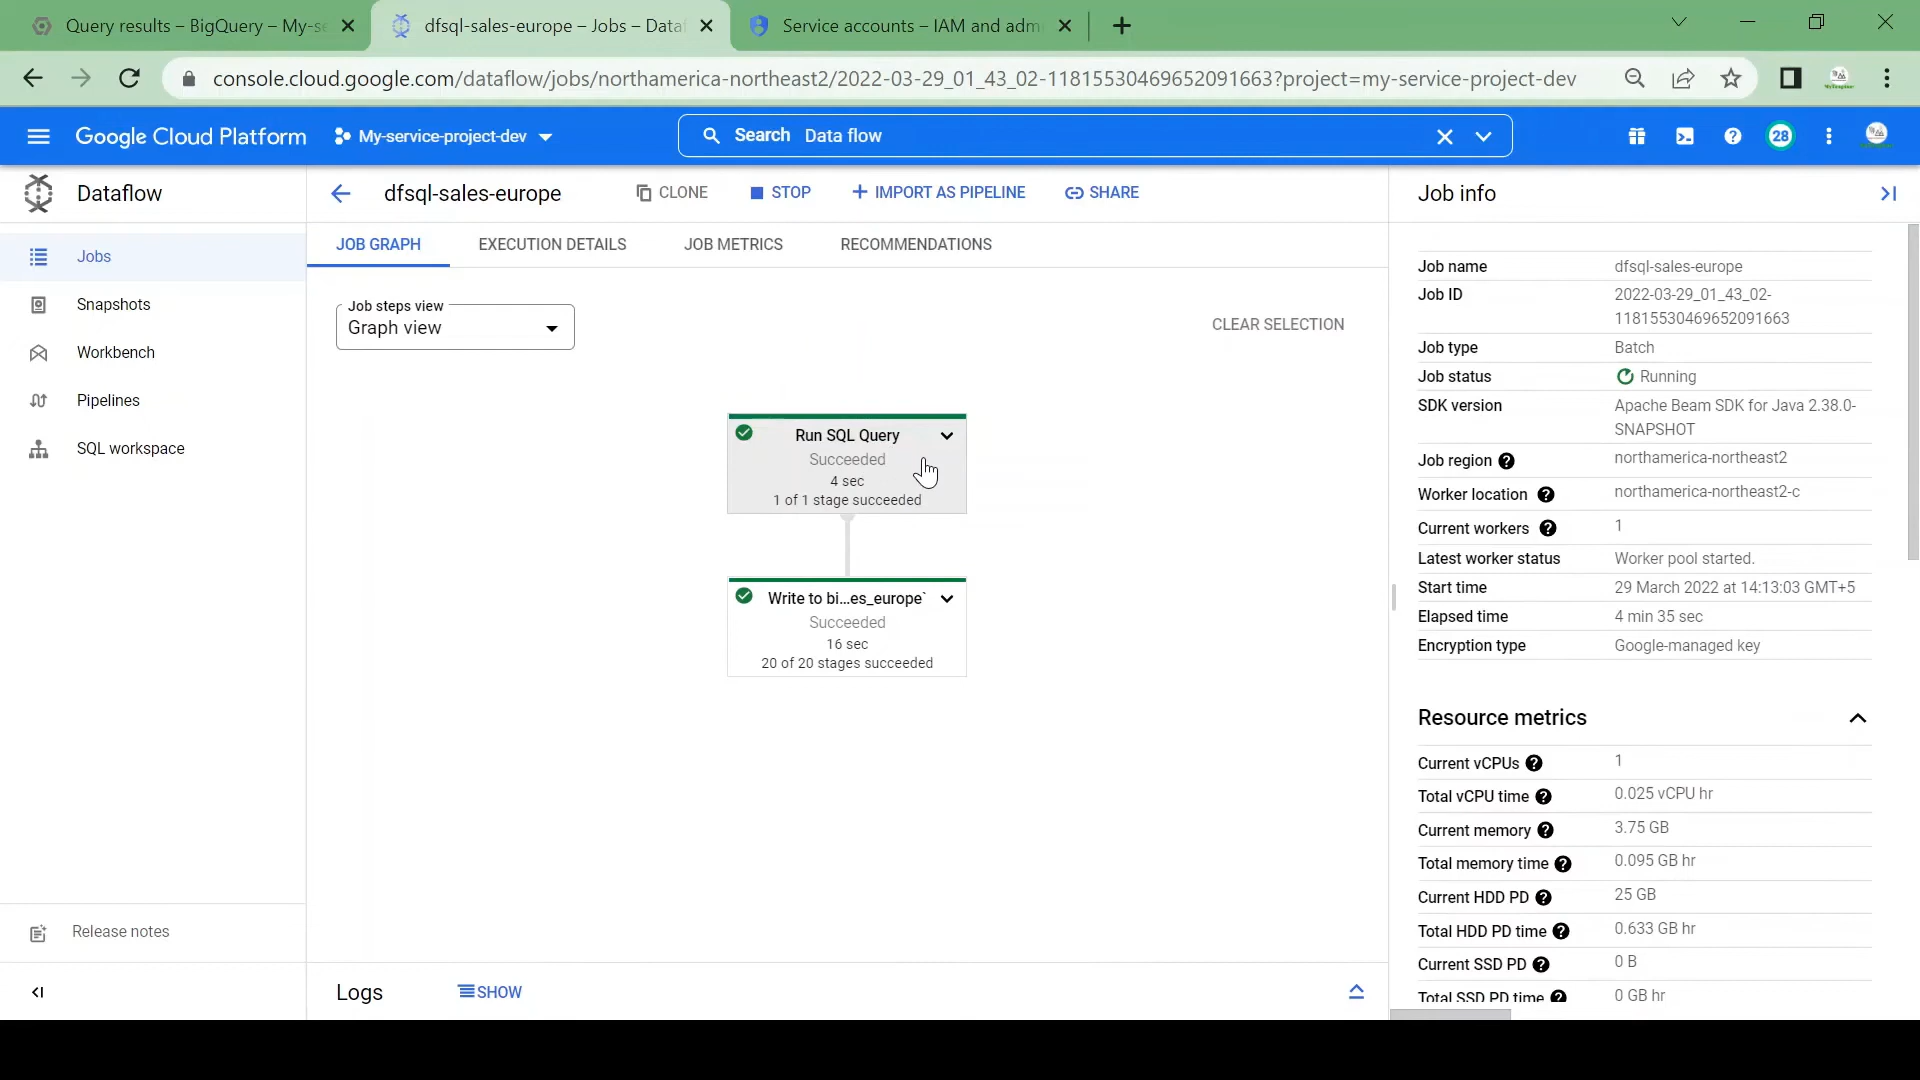 Query results – BigQuery – My-se
dfsql-sales-europe – Jobs – Dataf
Service accounts – IAM and adm
console.cloud.google.com/dataflow/jobs/northamerica-northeast2/2022-03-29_01_43_02-11815530469652091663?project=my-service-project-dev
Google Cloud Platform
My-service-project-dev
Search Data flow
28
Dataflow
dfsql-sales-europe
CLONE
STOP
IMPORT AS PIPELINE
SHARE
Job info
Jobs
Snapshots
Workbench
Pipelines
SQL workspace
Release notes
JOB GRAPH
EXECUTION DETAILS
JOB METRICS
RECOMMENDATIONS
Job steps view
Graph view
CLEAR SELECTION
Run SQL Query
Succeeded
4 sec
1 of 1 stage succeeded
Write to bi...es_europe`
Succeeded
16 sec
20 of 20 stages succeeded
Logs
SHOW
Job name dfsql-sales-europe
Job ID 2022-03-29_01_43_02-
11815530469652091663
Job type Batch
Job status Running
SDK version Apache Beam SDK for Java 2.38.0-
SNAPSHOT
Job region northamerica-northeast2
Worker location northamerica-northeast2-c
Current workers 1
Latest worker status Worker pool started.
Start time 29 March 2022 at 14:13:03 GMT+5
Elapsed time 4 min 35 sec
Encryption type Google-managed key
Resource metrics
Current vCPUs 1
Total vCPU time 0.025 vCPU hr
Current memory 3.75 GB
Total memory time 0.095 GB hr
Current HDD PD 25 GB
Total HDD PD time 0.633 GB hr
Current SSD PD 0 B
Total SSD PD time 0 GB hr